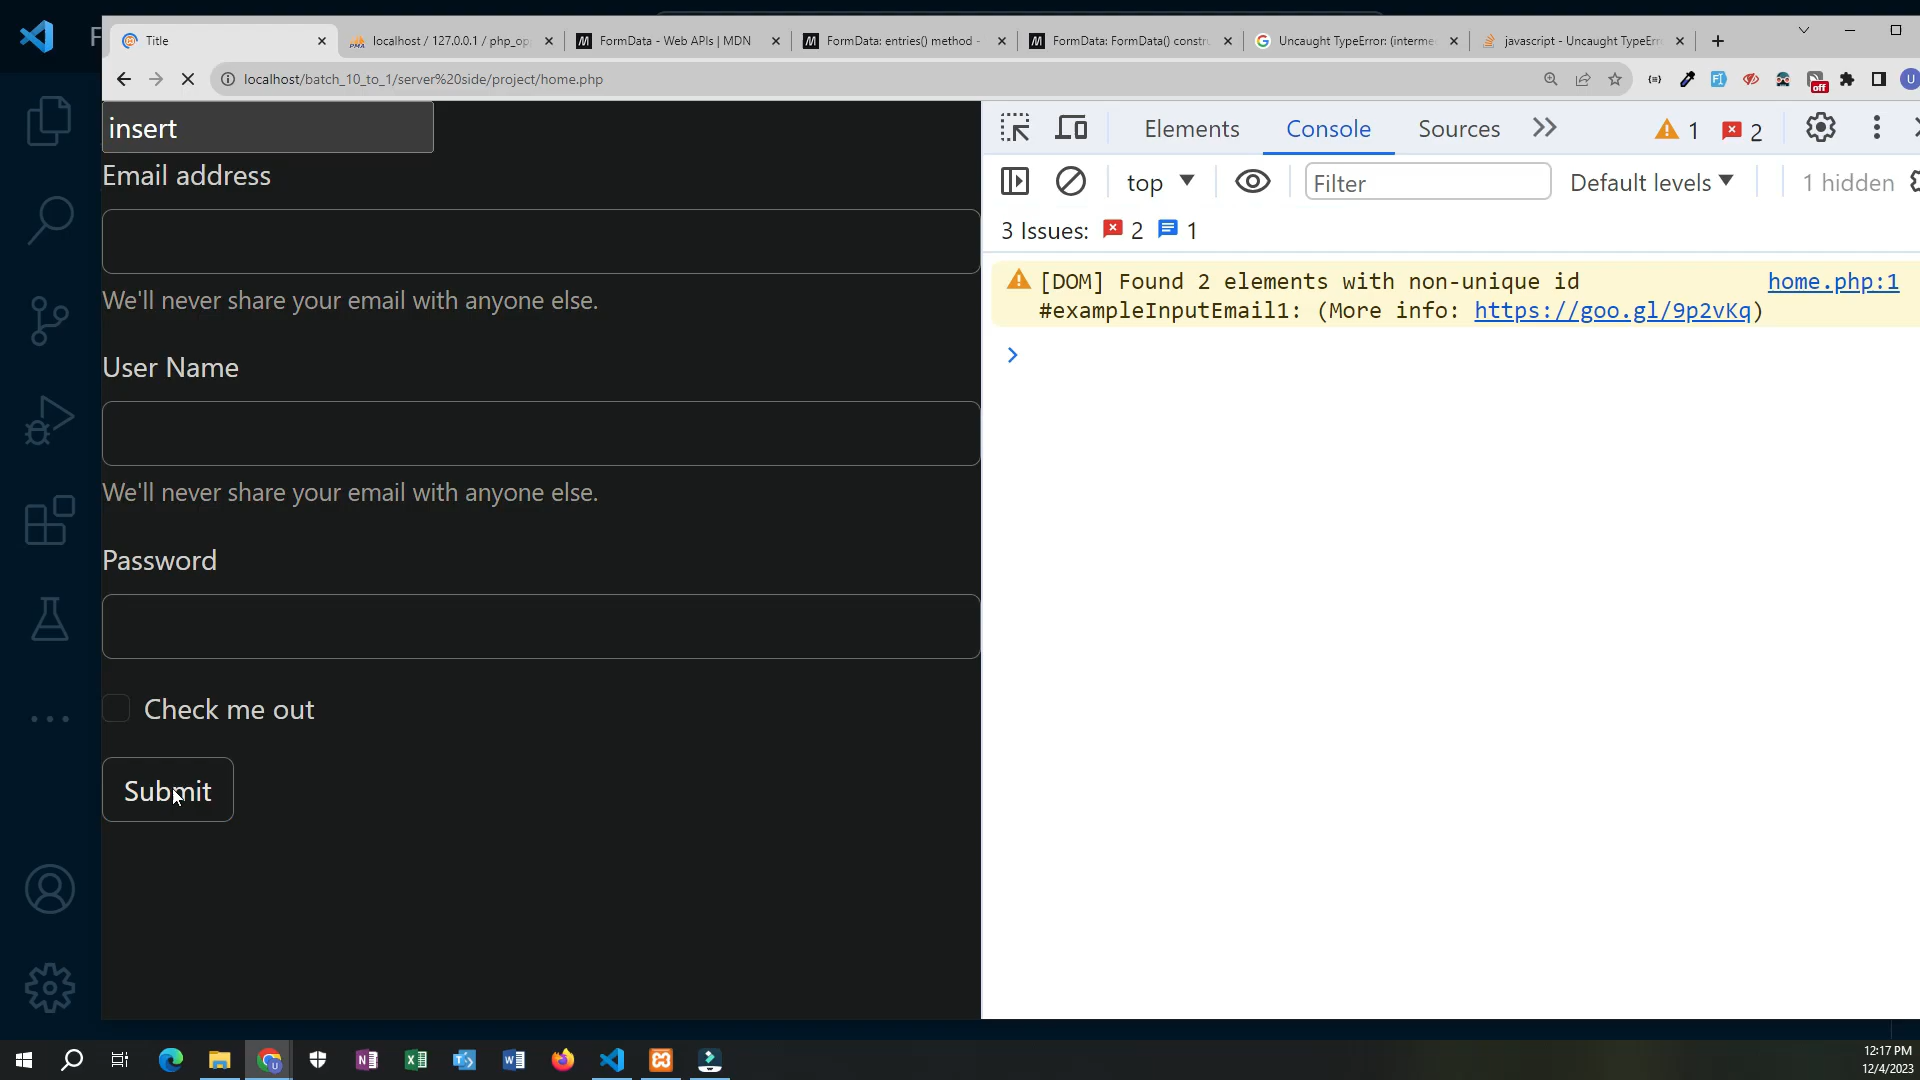 F
Title
localhost / 127.0.0.1 / php_op
FormData - Web APIs | MDN
FormData: entries() method -
FormData: FormData() constru
Uncaught TypeError: (interme
javascript - Uncaught TypeErr
localhost/batch_10_to_1/server%20side/project/home.php
off
U
insert
Email address
We'll never share your email with anyone else.
User Name
We'll never share your email with anyone else.
Password
Check me out
Submit
Elements
Console
Sources
1
2
top
Filter
Default levels
1 hidden
3 Issues:
2
1
[DOM] Found 2 elements with non-unique id
home.php:1
#exampleInputEmail1: (More info: https://goo.gl/9p2vKq)
12:17 PM
12/4/2023